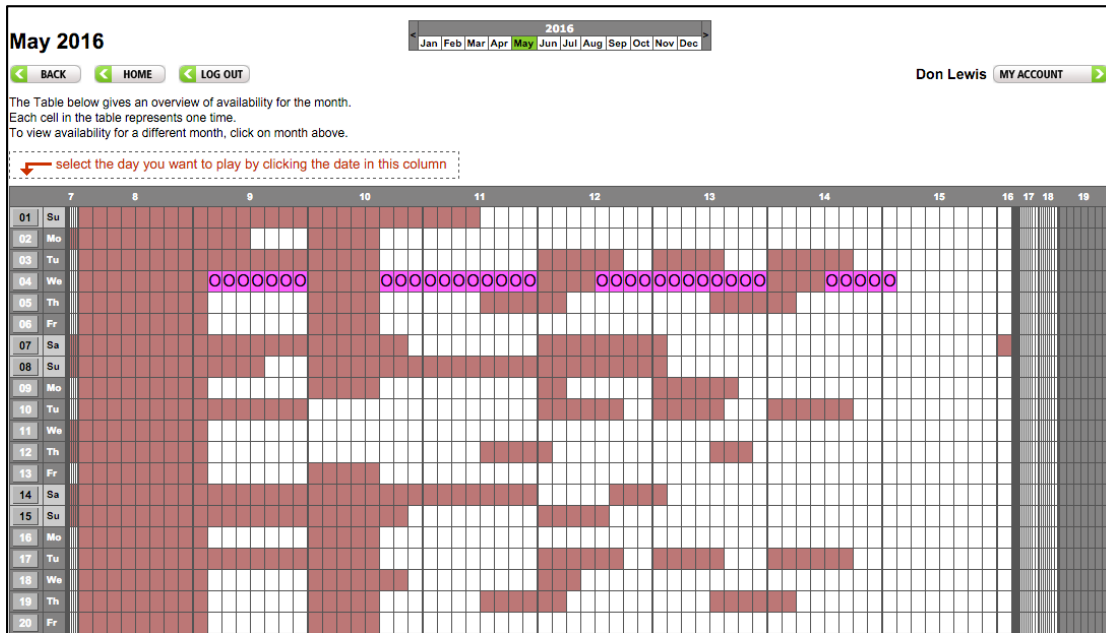 2016
May 2016
< Jan Feb Mar Apr May Jun Jul Aug Sep Oct Nov Dec >
BACK HOME LOG OUT Don Lewis MY ACCOUNT
The Table below gives an overview of availability for the month.
Each cell in the table represents one time.
To view availability for a different month, click on month above.
select the day you want to play by clicking the date in this column
7 8 9 10 11 12 13 14 15 16 17 18 19
01 Su
02 Mo
03 Tu
04 We OOOOOOO OOOOOOOOOOO OOOOOOOOOOOO OOOOO
05 Th
06 Fr
07 Sa
08 Su
09 Mo
10 Tu
11 We
12 Th
13 Fr
14 Sa
15 Su
16 Mo
17 Tu
18 We
19 Th
20 Fr